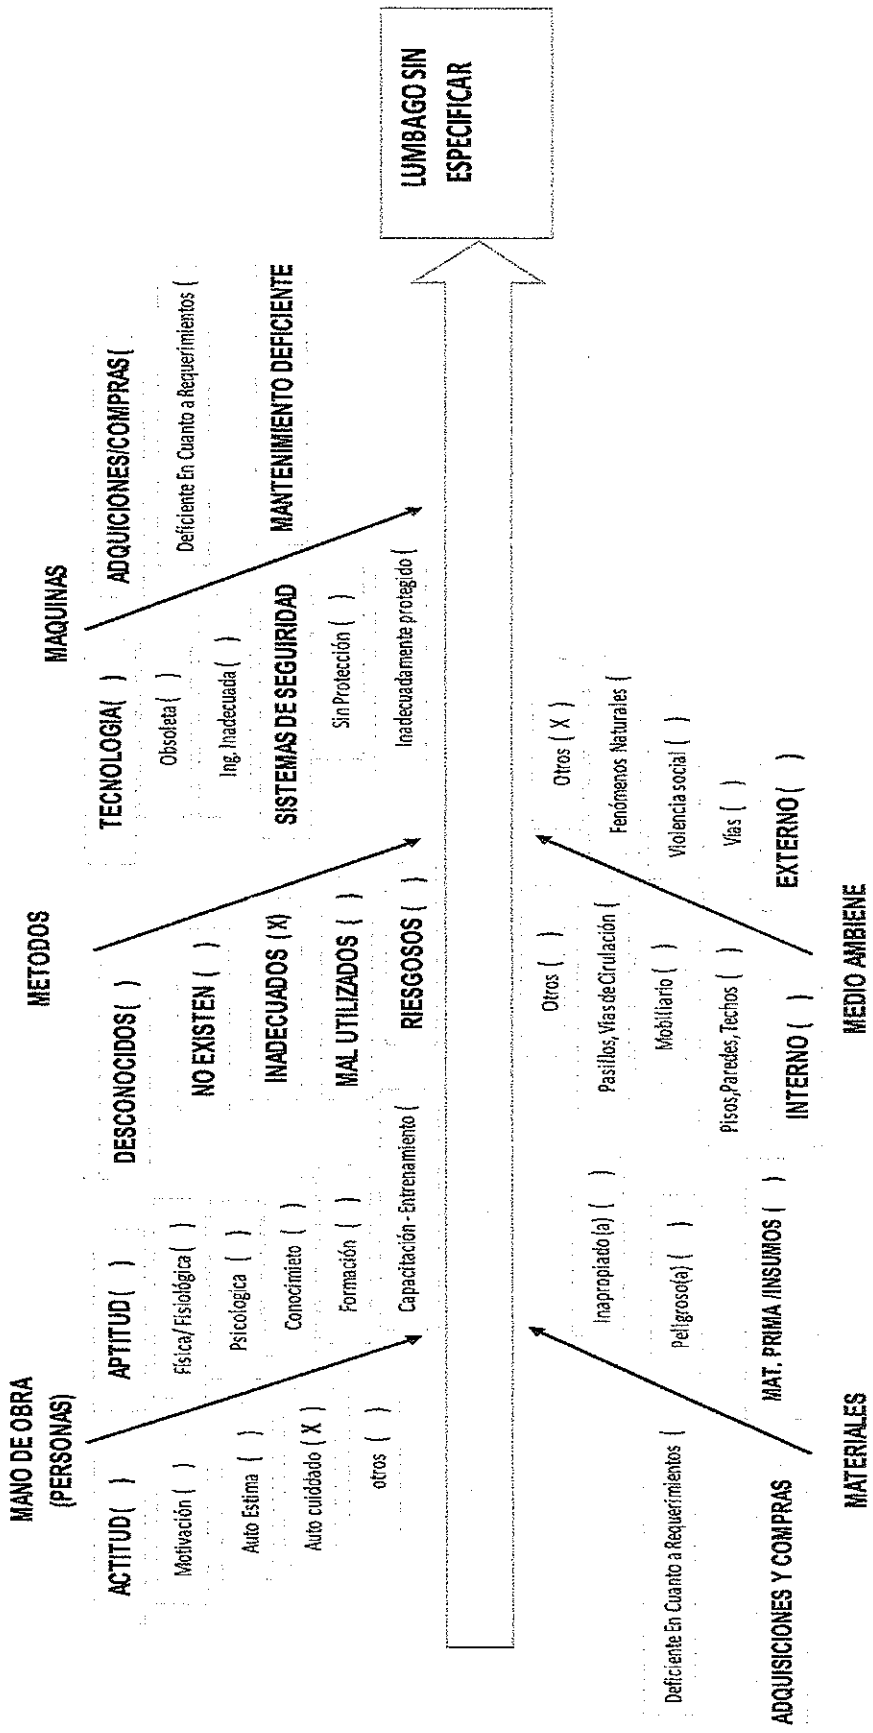 MANO DE OBRA
(PERSONAS)
ACTITUD ( )
Motivación ( )
Auto Estima ( )
Auto cuiddado ( X )
otros ( )
APTITUD ( )
Física/ Fisiológica ( )
Psicologica ( )
Conocimieto ( )
Formación ( )
Capacitación - Entrenamiento (
METODOS
DESCONOCIDOS ( )
NO EXISTEN ( )
INADECUADOS (X)
MAL UTILIZADOS ( )
RIESGOSOS ( )
MAQUINAS
TECNOLOGIA( )
Obsoleta ( )
Ing. Inadecuada ( )
SISTEMAS DE SEGUIRIDAD
Sin Protección ( )
Inadecuadamente protegido (
ADQUICIONES/COMPRAS (
Deficiente En Cuanto a Requerimientos (
MANTENIMIENTO DEFICIENTE
LUMBAGO SIN
ESPECIFICAR
Deficiente En Cuanto a Requerimientos (
ADQUISICIONES Y COMPRAS
Inapropiado (a) ( )
Peligroso(a) ( )
MAT. PRIMA /INSUMOS ( )
MATERIALES
Otros ( )
Pasillos, Vías de Cirulación (
Mobiliario ( )
Pisos,Paredes,Techos ( )
INTERNO ( )
Otros ( X )
Fenómenos Naturales (
Violencia social ( )
Vías ( )
EXTERNO ( )
MEDIO AMBIENE